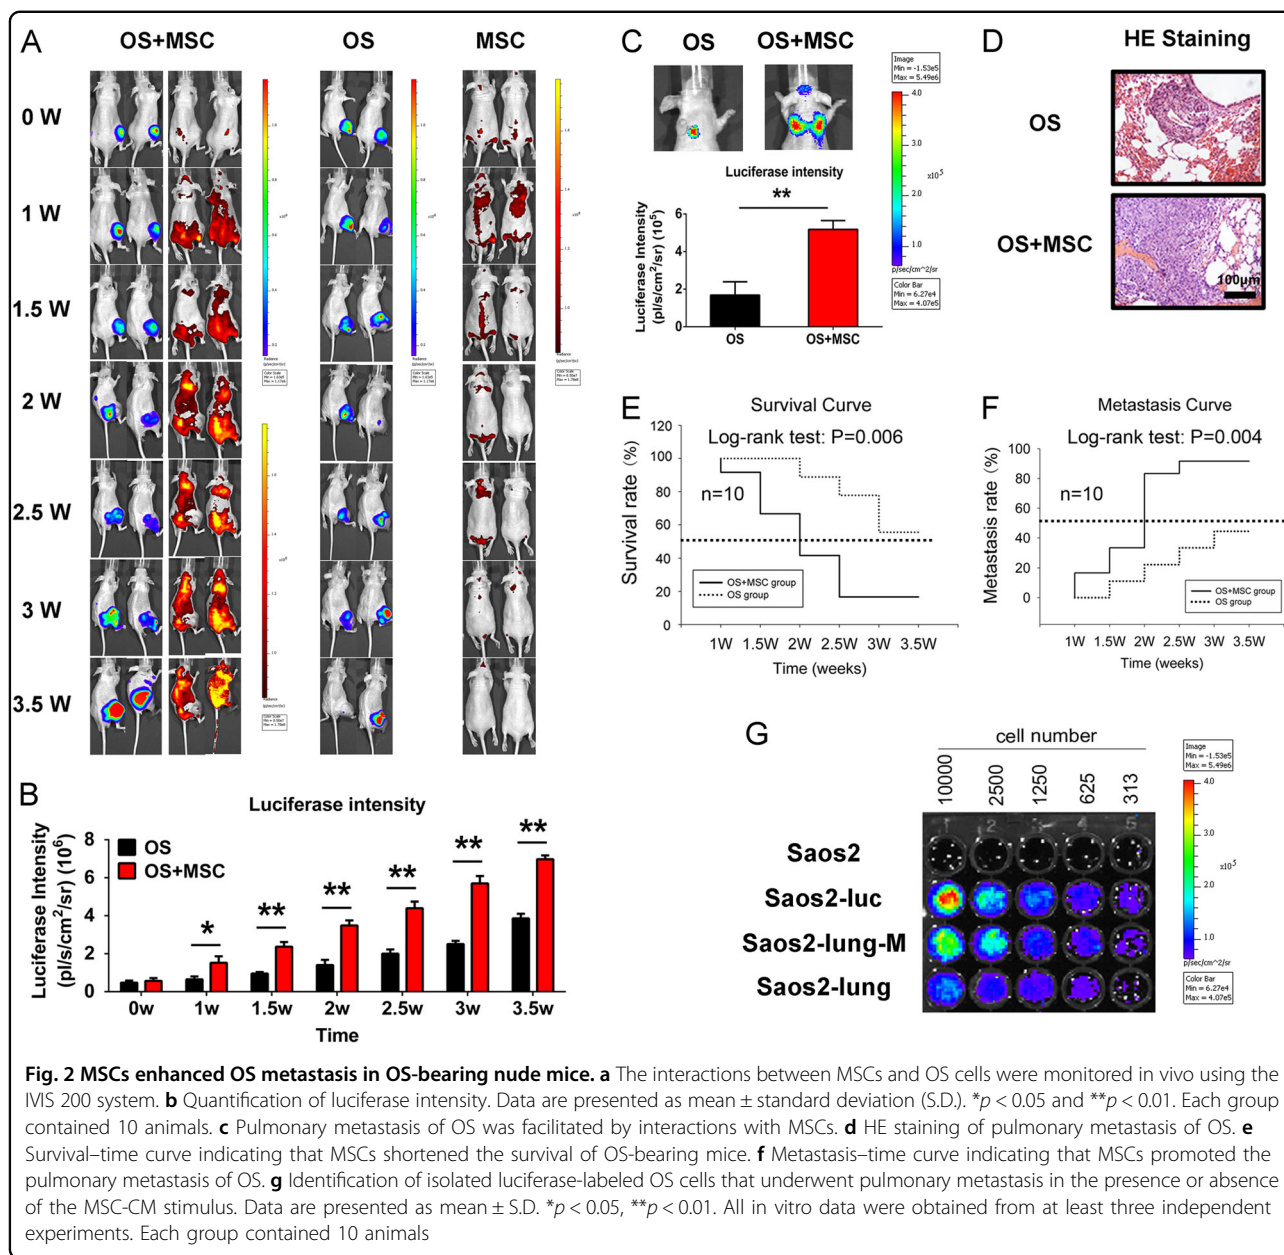 A
OS+MSC
OS
MSC
0 W
1 W
1.5 W
2 W
2.5 W
3 W
3.5 W
C
OS
OS+MSC
Image
Min = -1.53e5
Max = 5.49e6
4.0
3.0
x10⁵
2.0
1.0
p/sec/cm^2/sr
Color Bar
Min = 6.27e4
Max = 4.07e5
Luciferase intensity
**
Luciferase Intensity
(pl/s/cm²/sr) (10⁵)
6
4
2
0
OS
OS+MSC
D
HE Staining
OS
OS+MSC
100μm
E
Survival Curve
Log-rank test: P=0.006
n=10
Survival rate (%)
120
100
80
60
40
20
0
OS+MSC group
OS group
1W 1.5W 2W 2.5W 3W 3.5W
Time (weeks)
F
Metastasis Curve
Log-rank test: P=0.004
n=10
Metastasis rate (%)
100
80
60
40
20
0
OS+MSC group
OS group
1W 1.5W 2W 2.5W 3W 3.5W
Time (weeks)
B
Luciferase intensity
OS
OS+MSC
Luciferase Intensity
(pl/s/cm²/sr) (10⁶)
8
6
4
2
0
* ** ** ** ** **
0w 1w 1.5w 2w 2.5w 3w 3.5w
Time
G
cell number
10000 2500 1250 625 313
Saos2
Saos2-luc
Saos2-lung-M
Saos2-lung
Image
Min = -1.53e5
Max = 5.49e6
4.0
3.0
x10⁵
2.0
1.0
p/sec/cm^2/sr
Color Bar
Min = 6.27e4
Max = 4.07e5
Fig. 2 MSCs enhanced OS metastasis in OS-bearing nude mice. a The interactions between MSCs and OS cells were monitored in vivo using the
IVIS 200 system. b Quantification of luciferase intensity. Data are presented as mean ± standard deviation (S.D.). *p < 0.05 and **p < 0.01. Each group
contained 10 animals. c Pulmonary metastasis of OS was facilitated by interactions with MSCs. d HE staining of pulmonary metastasis of OS. e
Survival–time curve indicating that MSCs shortened the survival of OS-bearing mice. f Metastasis–time curve indicating that MSCs promoted the
pulmonary metastasis of OS. g Identification of isolated luciferase-labeled OS cells that underwent pulmonary metastasis in the presence or absence
of the MSC-CM stimulus. Data are presented as mean ± S.D. *p < 0.05, **p < 0.01. All in vitro data were obtained from at least three independent
experiments. Each group contained 10 animals